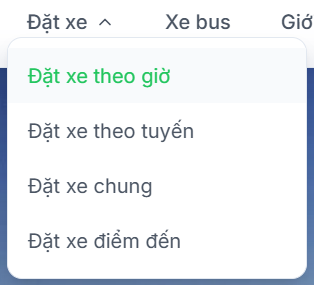 Đặt xe Xe bus Giớ
Đặt xe theo giờ
Đặt xe theo tuyến
Đặt xe chung
Đặt xe điểm đến